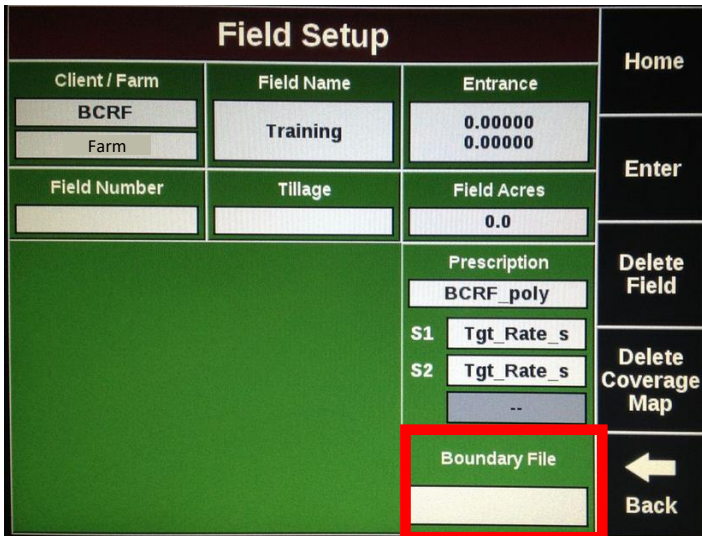 Field Setup
Client / Farm
BCRF
Farm
Field Name
Training
Entrance
0.00000
0.00000
Field Number
Tillage
Field Acres
0.0
Prescription
BCRF_poly
S1 Tgt_Rate_s
S2 Tgt_Rate_s
--
Boundary File
Home
Enter
Delete
Field
Delete
Coverage
Map
Back